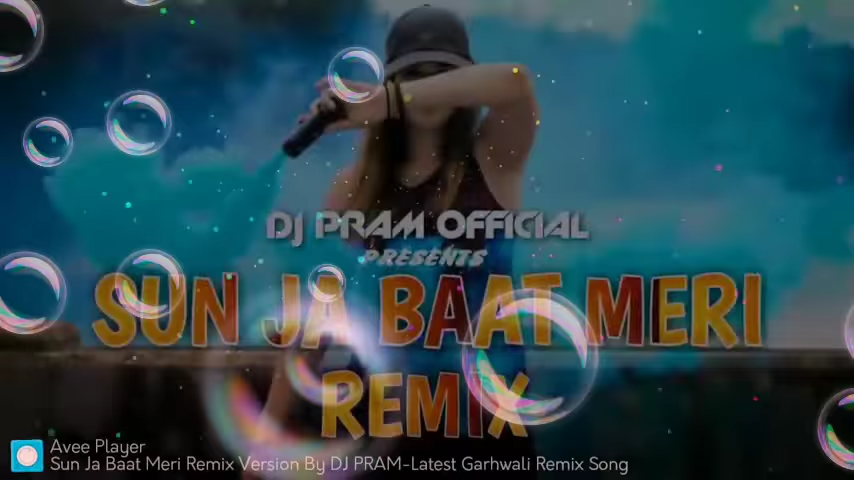 DJ PRAM OFFICIAL
PRESENTS
SUN JA BAAT MERI
REMIX
Avee Player
Sun Ja Baat Meri Remix Version By DJ PRAM-Latest Garhwali Remix Song